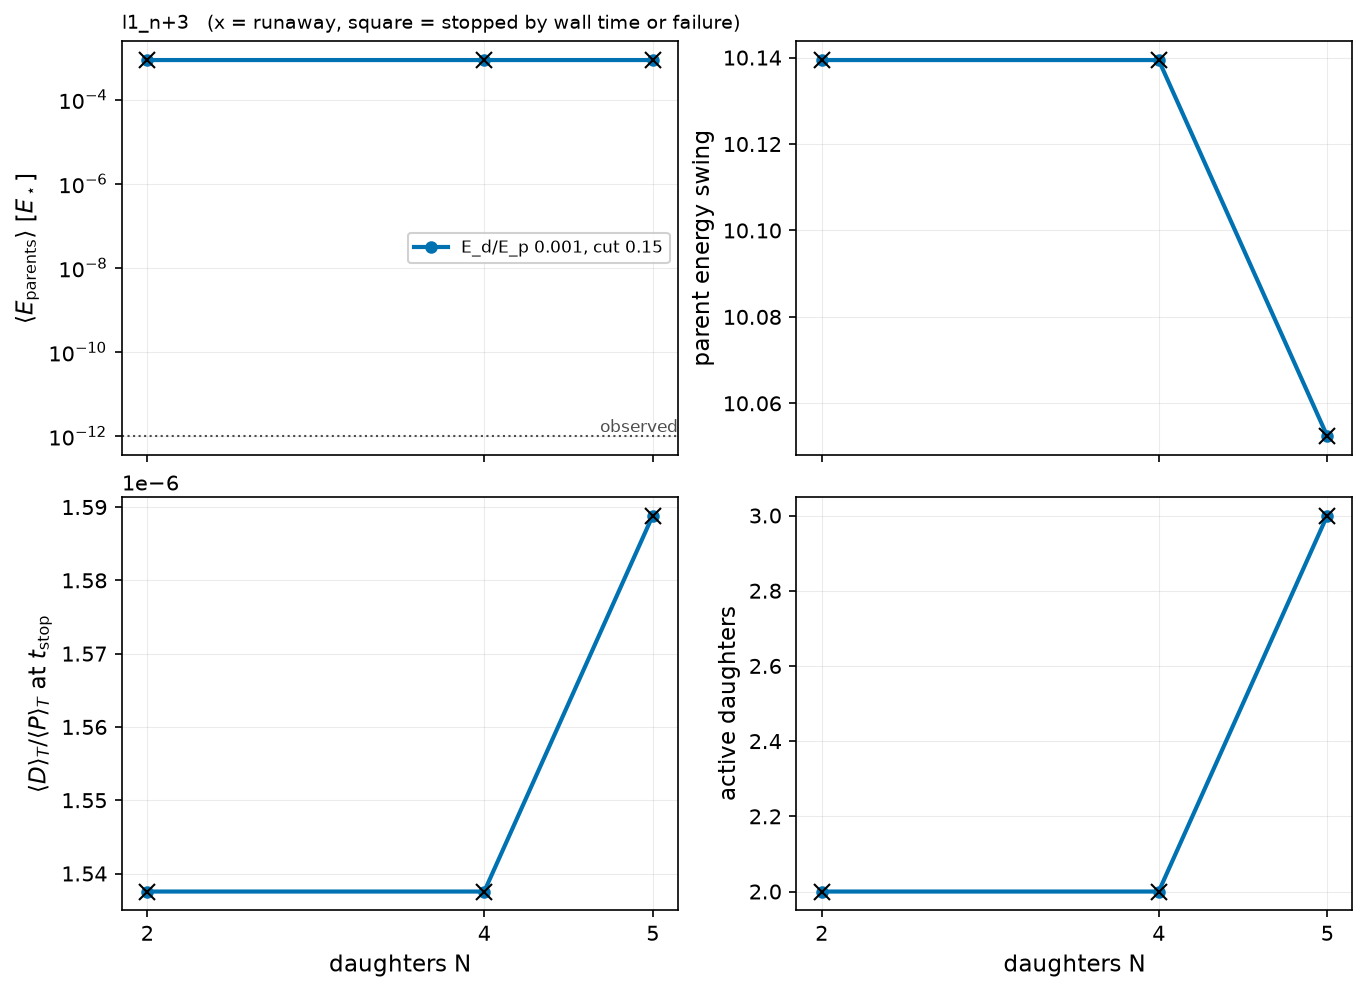 l1_n+3   (x = runaway, square = stopped by wall time or failure)
⟨E_parents⟩ [E_⋆]
10^−4
10^−6
10^−8
10^−10
10^−12
E_d/E_p 0.001, cut 0.15
observed
parent energy swing
10.14
10.12
10.10
10.08
10.06
1e−6
⟨D⟩_T/⟨P⟩_T at t_stop
1.59
1.58
1.57
1.56
1.55
1.54
2
4
5
daughters N
active daughters
3.0
2.8
2.6
2.4
2.2
2.0
2
4
5
daughters N